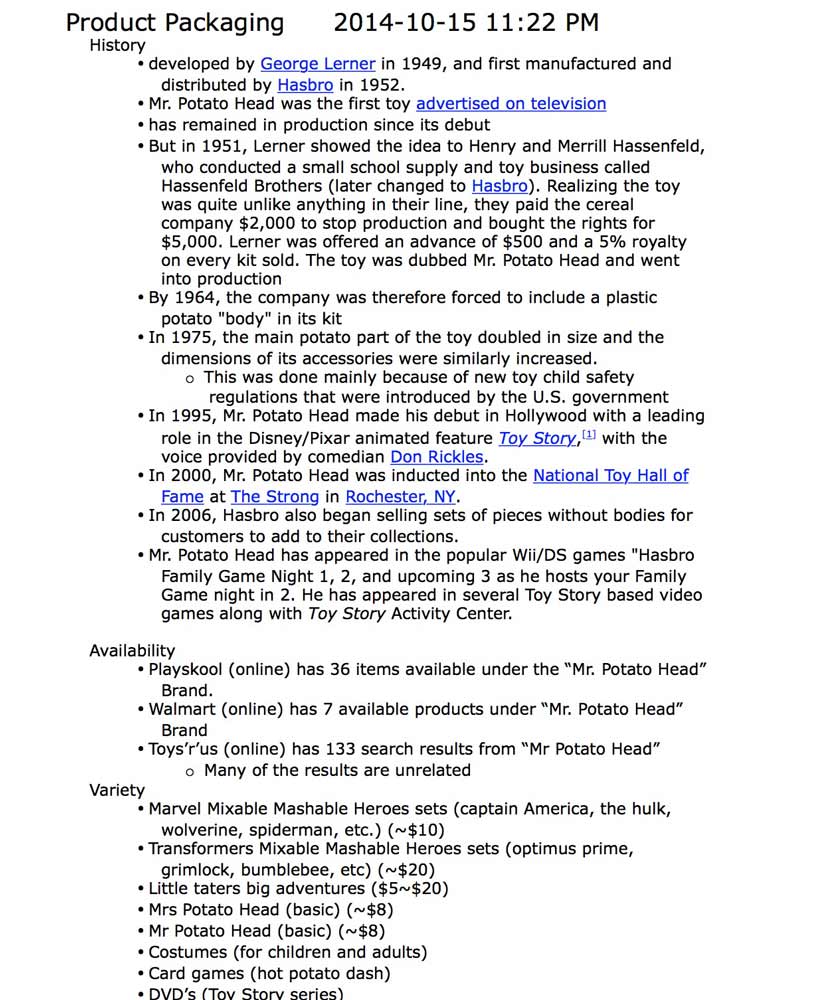 Product Packaging 2014-10-15 11:22 PM
History
• developed by George Lerner in 1949, and first manufactured and
distributed by Hasbro in 1952.
• Mr. Potato Head was the first toy advertised on television
• has remained in production since its debut
• But in 1951, Lerner showed the idea to Henry and Merrill Hassenfeld,
who conducted a small school supply and toy business called
Hassenfeld Brothers (later changed to Hasbro). Realizing the toy
was quite unlike anything in their line, they paid the cereal
company $2,000 to stop production and bought the rights for
$5,000. Lerner was offered an advance of $500 and a 5% royalty
on every kit sold. The toy was dubbed Mr. Potato Head and went
into production
• By 1964, the company was therefore forced to include a plastic
potato "body" in its kit
• In 1975, the main potato part of the toy doubled in size and the
dimensions of its accessories were similarly increased.
o This was done mainly because of new toy child safety
regulations that were introduced by the U.S. government
• In 1995, Mr. Potato Head made his debut in Hollywood with a leading
role in the Disney/Pixar animated feature Toy Story,[1] with the
voice provided by comedian Don Rickles.
• In 2000, Mr. Potato Head was inducted into the National Toy Hall of
Fame at The Strong in Rochester, NY.
• In 2006, Hasbro also began selling sets of pieces without bodies for
customers to add to their collections.
• Mr. Potato Head has appeared in the popular Wii/DS games "Hasbro
Family Game Night 1, 2, and upcoming 3 as he hosts your Family
Game night in 2. He has appeared in several Toy Story based video
games along with Toy Story Activity Center.
Availability
• Playskool (online) has 36 items available under the “Mr. Potato Head”
Brand.
• Walmart (online) has 7 available products under “Mr. Potato Head”
Brand
• Toys’r’us (online) has 133 search results from “Mr Potato Head”
o Many of the results are unrelated
Variety
• Marvel Mixable Mashable Heroes sets (captain America, the hulk,
wolverine, spiderman, etc.) (~$10)
• Transformers Mixable Mashable Heroes sets (optimus prime,
grimlock, bumblebee, etc) (~$20)
• Little taters big adventures ($5~$20)
• Mrs Potato Head (basic) (~$8)
• Mr Potato Head (basic) (~$8)
• Costumes (for children and adults)
• Card games (hot potato dash)
• DVD’s (Toy Story series)